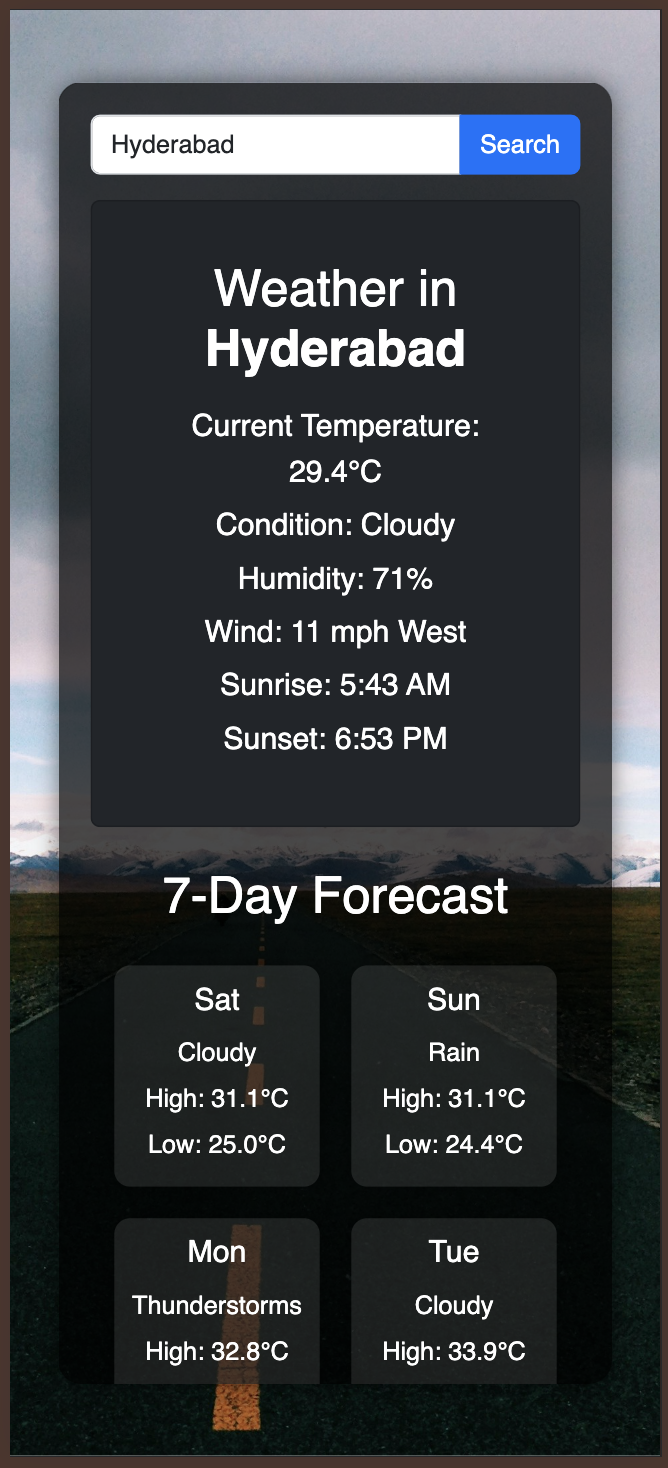 Hyderabad
Search
Weather in
Hyderabad
Current Temperature:
29.4°C
Condition: Cloudy
Humidity: 71%
Wind: 11 mph West
Sunrise: 5:43 AM
Sunset: 6:53 PM
7-Day Forecast
Sat
Cloudy
High: 31.1°C
Low: 25.0°C
Sun
Rain
High: 31.1°C
Low: 24.4°C
Mon
Thunderstorms
High: 32.8°C
Tue
Cloudy
High: 33.9°C